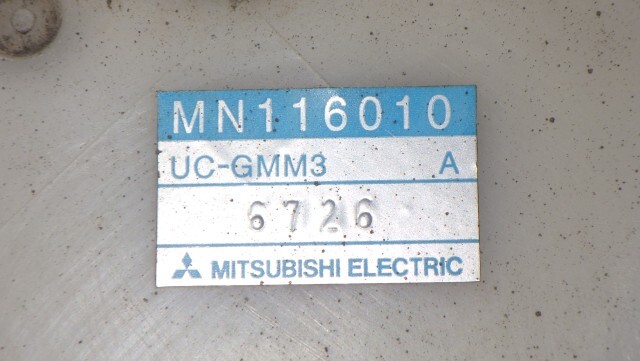 MN116010
UC-GMM3 A
6726
MITSUBISHI ELECTRIC